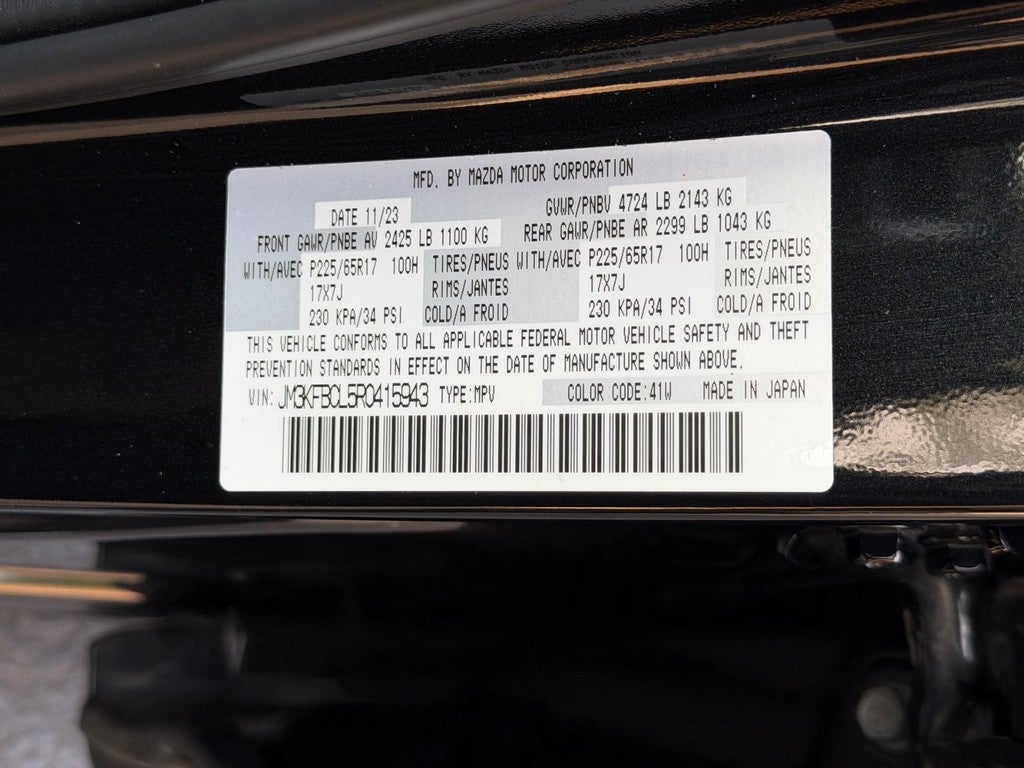 MFD. BY MAZDA MOTOR CORPORATION
DATE 11/23 GVWR/PNBV 4724 LB 2143 KG
FRONT GAWR/PNBE AV 2425 LB 1100 KG REAR GAWR/PNBE AR 2299 LB 1043 KG
WITH/AVEC P225/65R17 100H TIRES/PNEUS WITH/AVEC P225/65R17 100H TIRES/PNEUS
17X7J RIMS/JANTES 17X7J RIMS/JANTES
230 KPA/34 PSI COLD/A FROID 230 KPA/34 PSI COLD/A FROID
THIS VEHICLE CONFORMS TO ALL APPLICABLE FEDERAL MOTOR VEHICLE SAFETY AND THEFT
PREVENTION STANDARDS IN EFFECT ON THE DATE OF MANUFACTURE SHOWN ABOVE.
VIN: JM3KFBCL5R0415943 TYPE:MPV COLOR CODE:41W MADE IN JAPAN